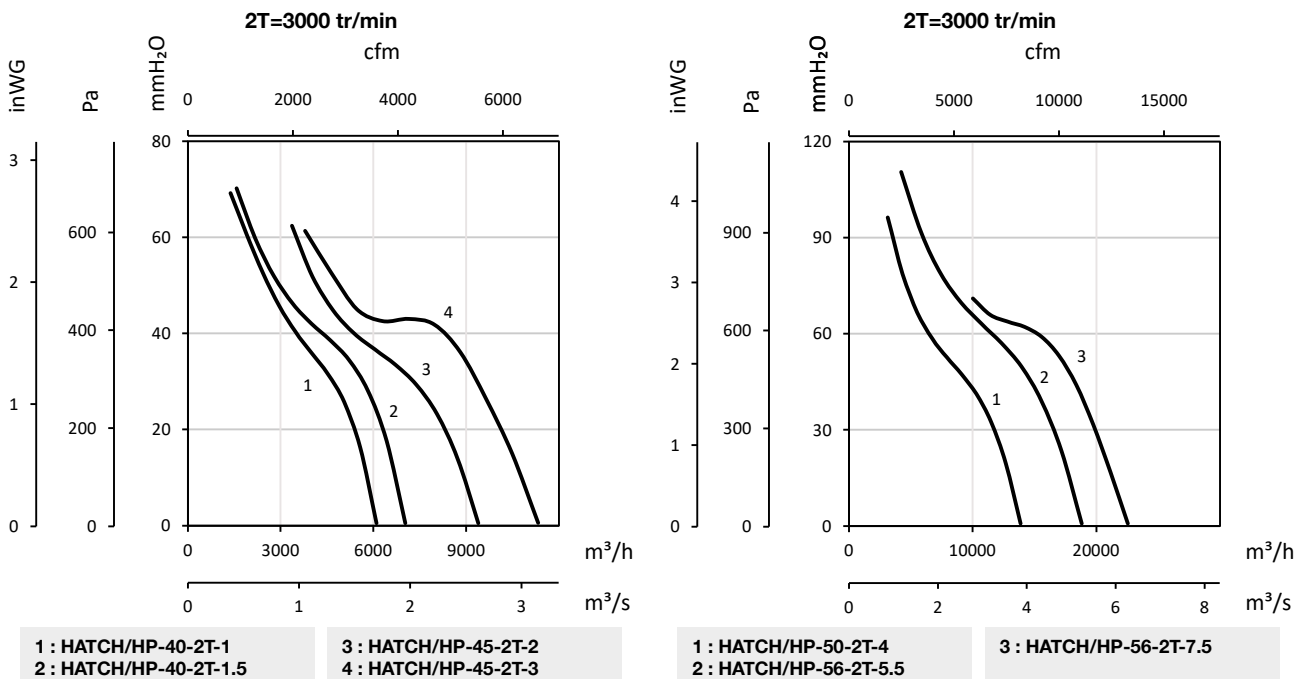 2T=3000 tr/min
cfm
0 2000 4000 6000
inWG
Pa
mmH₂O
3
2
1
0
600
400
200
0
80
60
40
20
0
1
2
3
4
0 3000 6000 9000 m³/h
0 1 2 3 m³/s
1 : HATCH/HP-40-2T-1
2 : HATCH/HP-40-2T-1.5
3 : HATCH/HP-45-2T-2
4 : HATCH/HP-45-2T-3
2T=3000 tr/min
cfm
0 5000 10000 15000
inWG
Pa
mmH₂O
4
3
2
1
0
900
600
300
0
120
90
60
30
0
1
2
3
0 10000 20000 m³/h
0 2 4 6 8 m³/s
1 : HATCH/HP-50-2T-4
2 : HATCH/HP-56-2T-5.5
3 : HATCH/HP-56-2T-7.5